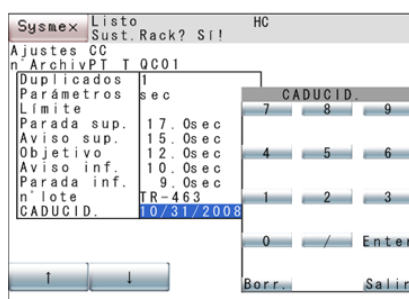 Sysmex
Listo
HC
Sust.Rack? Sí!
Ajustes CC
n°ArchivPT T QC01
Duplicados 1
Parámetros sec
Límite
Parada sup. 17.0sec
Aviso sup. 15.0sec
Objetivo 12.0sec
Aviso inf. 10.0sec
Parada inf. 9.0sec
n°lote TR-463
CADUCID. 10/31/2008
CADUCID.
7 8 9
4 5 6
1 2 3
0 / Enter
Borr. Salir
↑ ↓